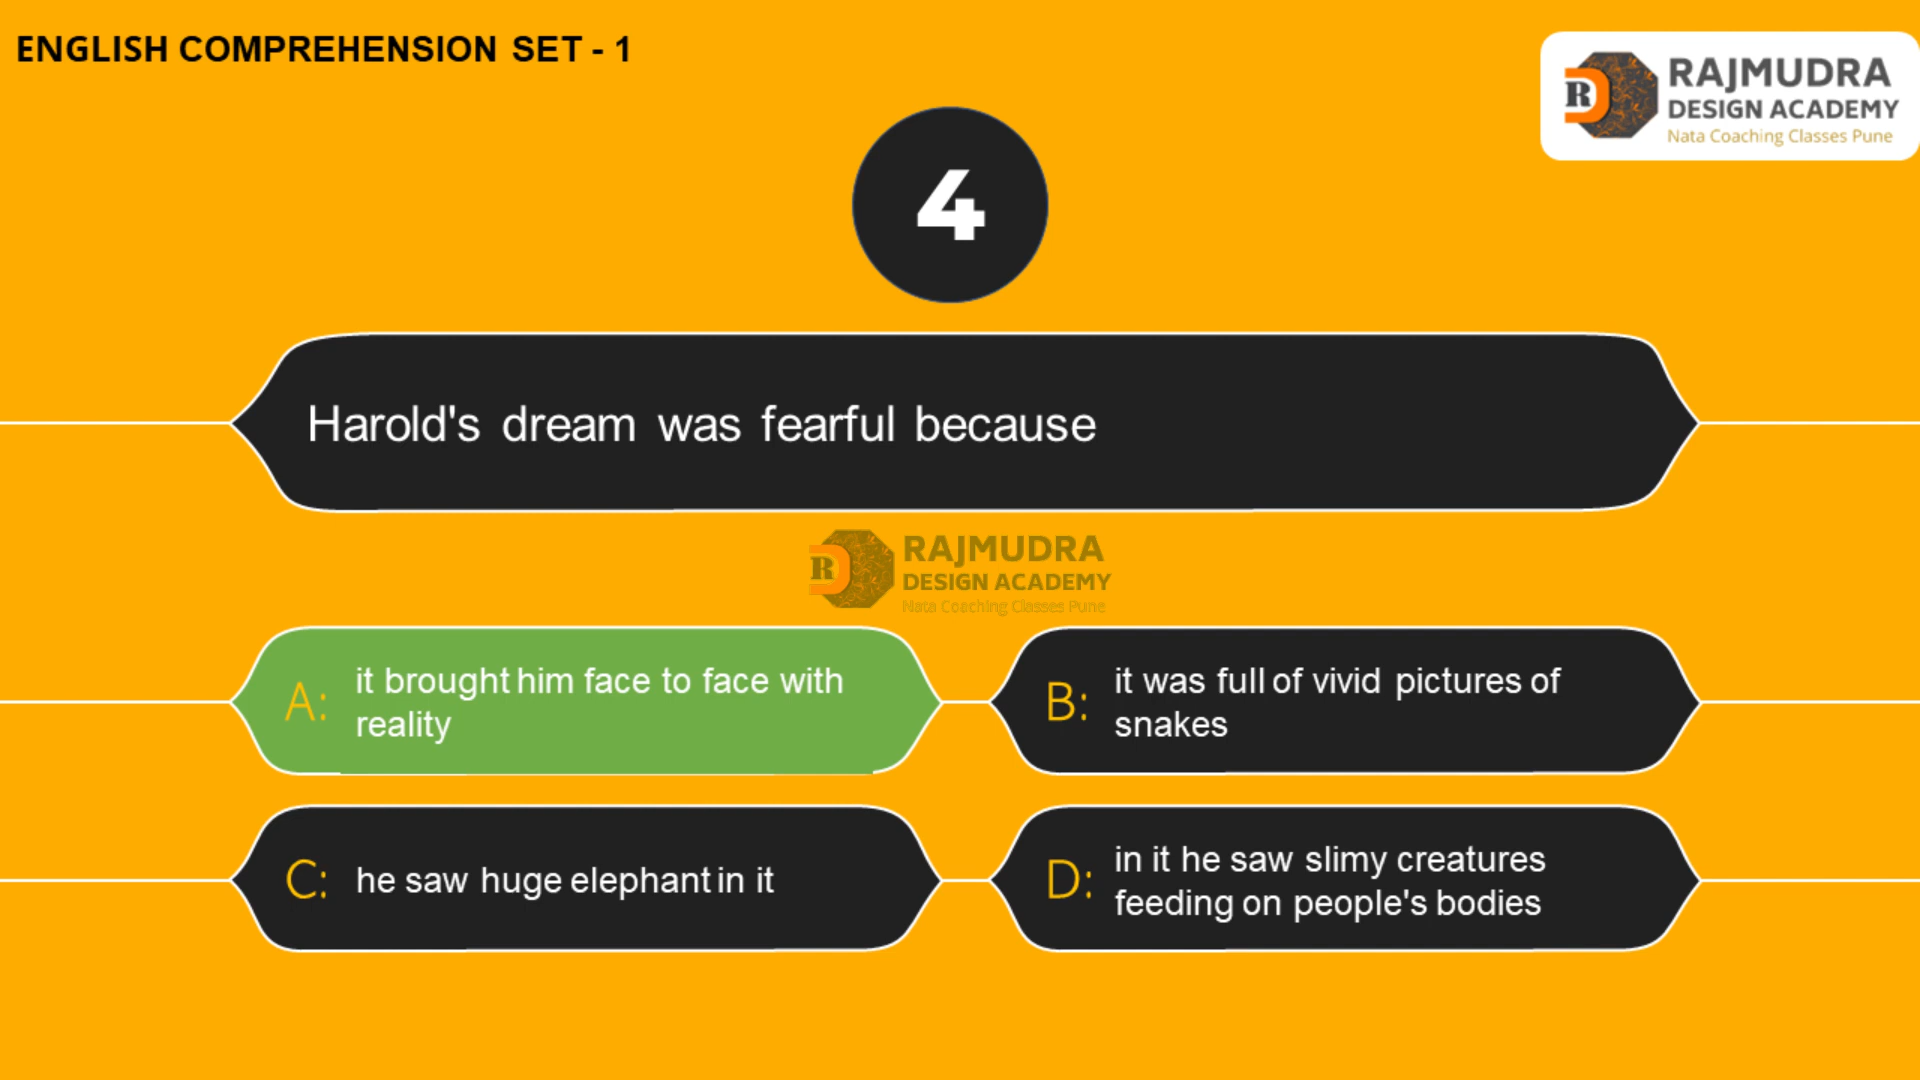 ENGLISH COMPREHENSION SET - 1
R
RAJMUDRA
DESIGN ACADEMY
Nata Coaching Classes Pune
4
Harold's dream was fearful because
R
RAJMUDRA
DESIGN ACADEMY
Nata Coaching Classes Pune
A: it brought him face to face with
reality
B: it was full of vivid pictures of
snakes
C: he saw huge elephant in it
D: in it he saw slimy creatures
feeding on people's bodies